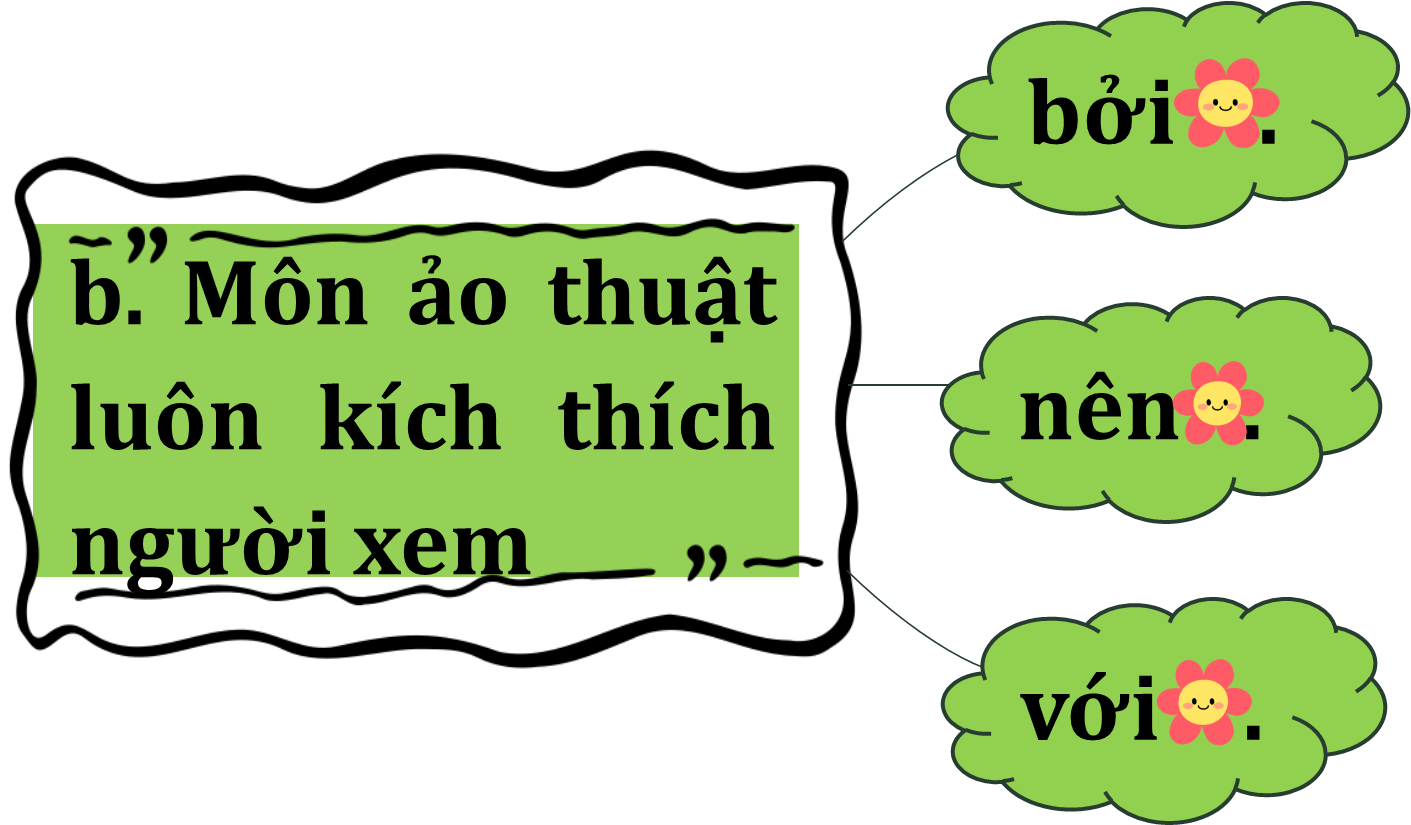 b. Môn ảo thuật
luôn kích thích
người xem
bởi .
nên .
với .